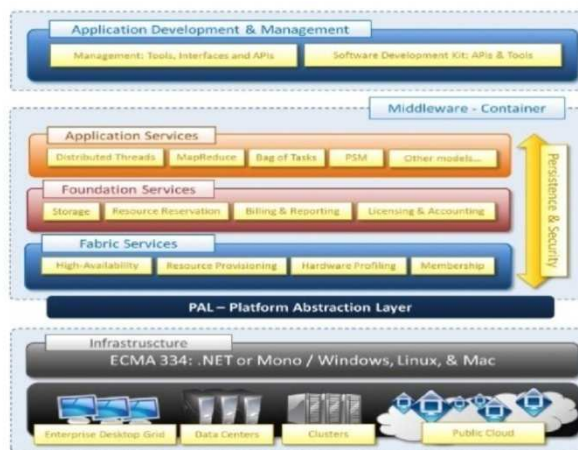 Application Development & Management
Management: Tools, Interfaces and APIs
Software Development Kit: APIs & Tools
Middleware - Container
Application Services
Distributed Threads
MapReduce
Bag of Tasks
PSM
Other models...
Persistence & Security
Foundation Services
Storage
Resource Reservation
Billing & Reporting
Licensing & Accounting
Fabric Services
High-Availability
Resource Provisioning
Hardware Profiling
Membership
PAL – Platform Abstraction Layer
Infrastruscture
ECMA 334: .NET or Mono / Windows, Linux, & Mac
Enterprise Desktop Grid
Data Centers
Clusters
Public Cloud